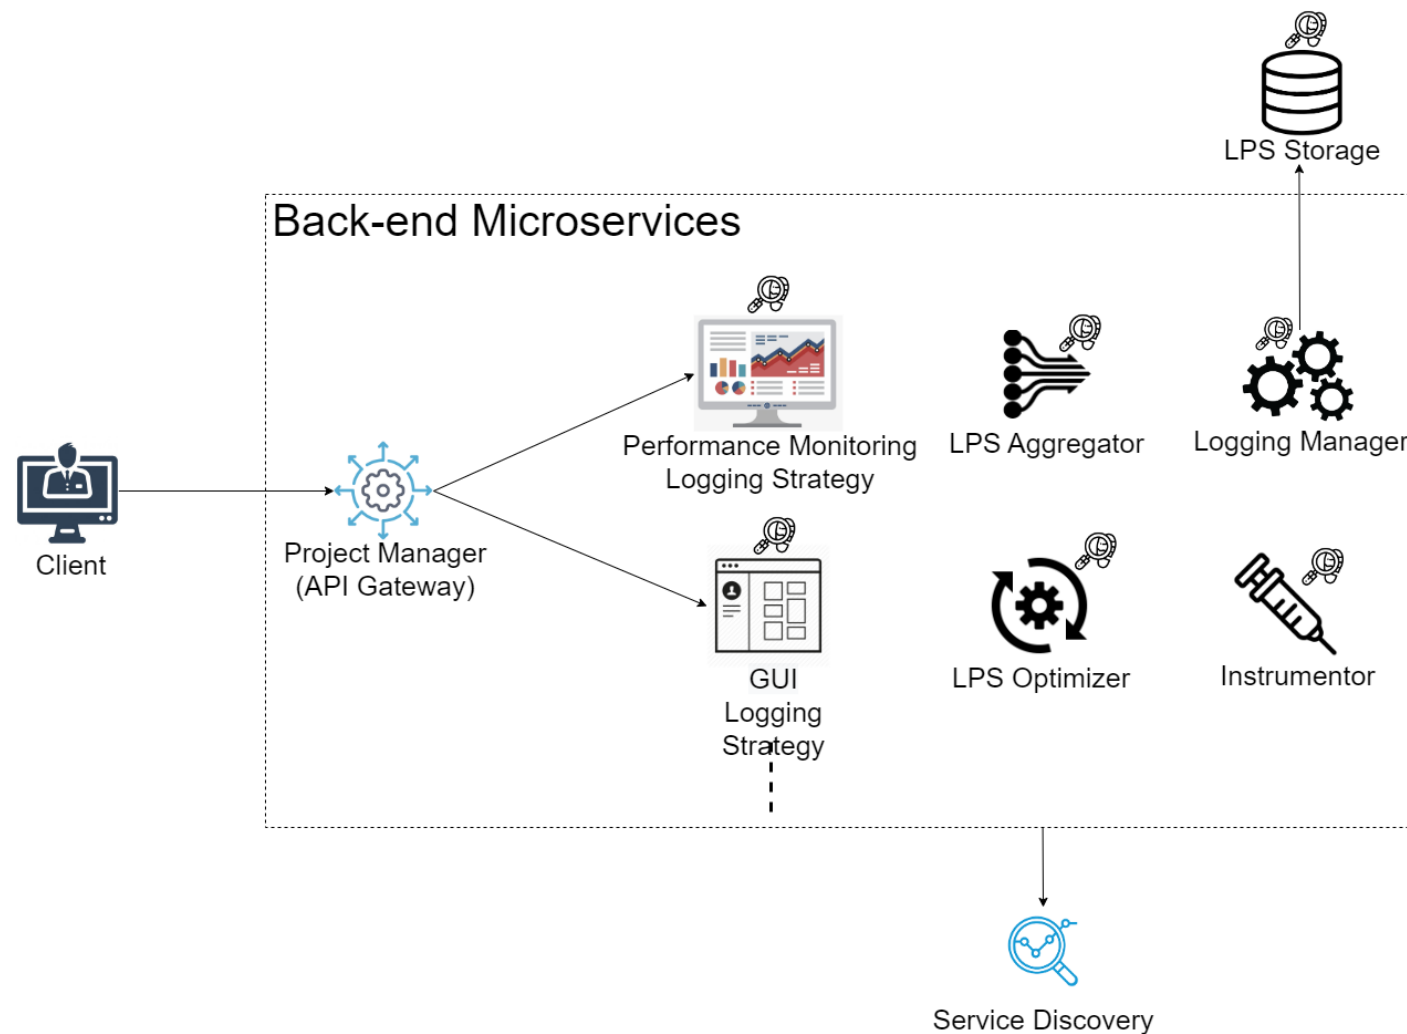 LPS Storage
Back-end Microservices
Performance Monitoring
Logging Strategy
LPS Aggregator
Logging Manager
Client
Project Manager
(API Gateway)
GUI
Logging
Strategy
LPS Optimizer
Instrumentor
Service Discovery